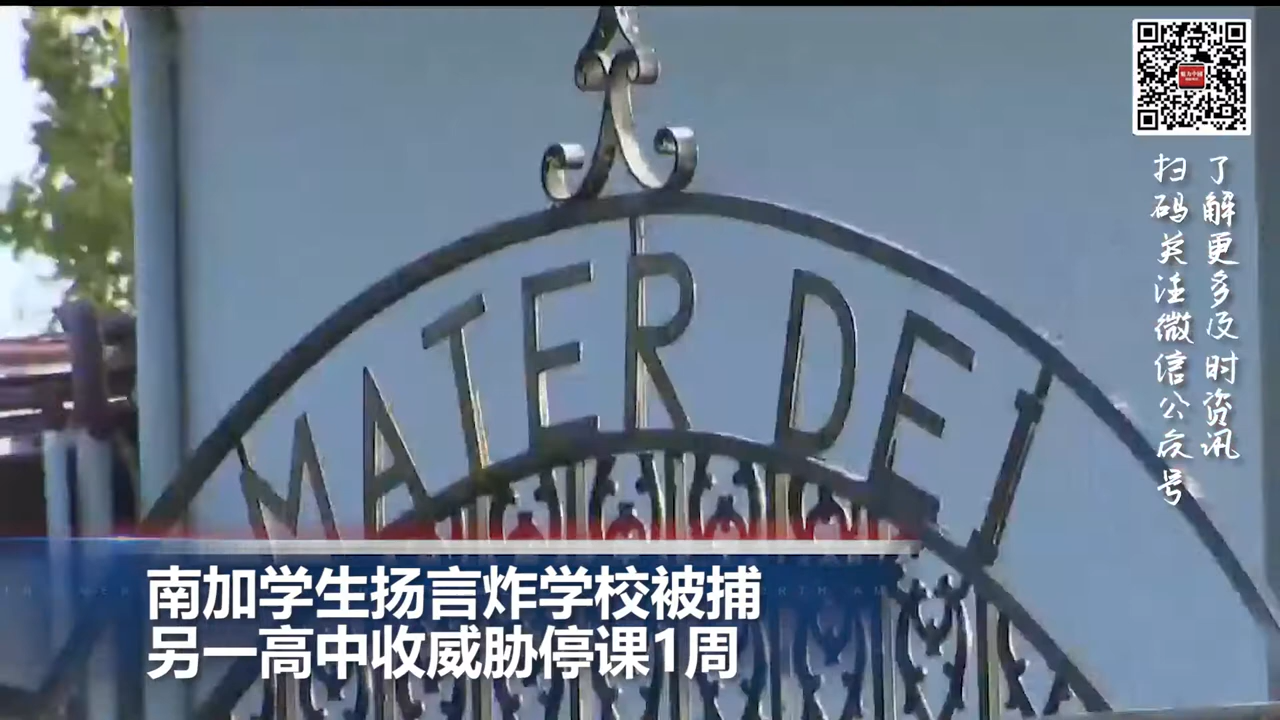 MATER DEI
了解更多及时资讯
扫码关注微信公众号
南加学生扬言炸学校被捕
另一高中收威胁停课1周